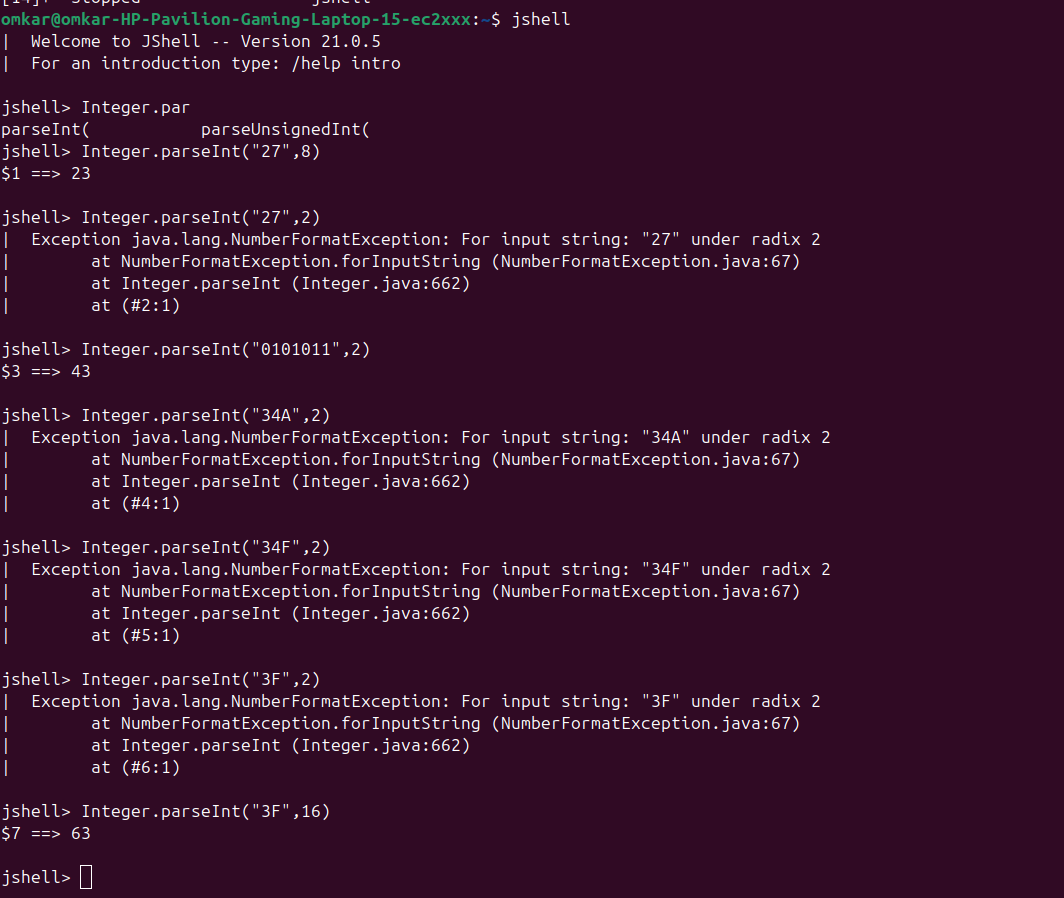 omkar@omkar-HP-Pavilion-Gaming-Laptop-15-ec2xxx:~$ jshell
|  Welcome to JShell -- Version 21.0.5
|  For an introduction type: /help intro

jshell> Integer.par
parseInt(           parseUnsignedInt(
jshell> Integer.parseInt("27",8)
$1 ==> 23

jshell> Integer.parseInt("27",2)
|  Exception java.lang.NumberFormatException: For input string: "27" under radix 2
|        at NumberFormatException.forInputString (NumberFormatException.java:67)
|        at Integer.parseInt (Integer.java:662)
|        at (#2:1)

jshell> Integer.parseInt("0101011",2)
$3 ==> 43

jshell> Integer.parseInt("34A",2)
|  Exception java.lang.NumberFormatException: For input string: "34A" under radix 2
|        at NumberFormatException.forInputString (NumberFormatException.java:67)
|        at Integer.parseInt (Integer.java:662)
|        at (#4:1)

jshell> Integer.parseInt("34F",2)
|  Exception java.lang.NumberFormatException: For input string: "34F" under radix 2
|        at NumberFormatException.forInputString (NumberFormatException.java:67)
|        at Integer.parseInt (Integer.java:662)
|        at (#5:1)

jshell> Integer.parseInt("3F",2)
|  Exception java.lang.NumberFormatException: For input string: "3F" under radix 2
|        at NumberFormatException.forInputString (NumberFormatException.java:67)
|        at Integer.parseInt (Integer.java:662)
|        at (#6:1)

jshell> Integer.parseInt("3F",16)
$7 ==> 63

jshell>